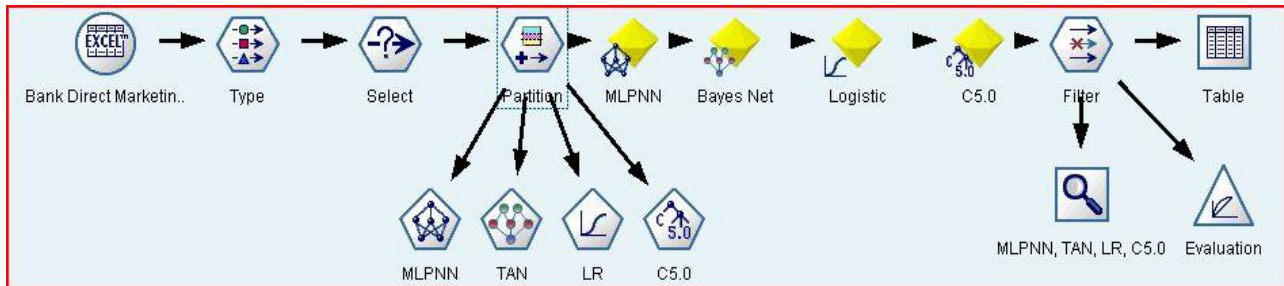 EXCEL™
Bank Direct Marketin..
Type
-?->
Select
Partition
MLPNN
Bayes Net
Logistic
C 5.0
C5.0
Filter
Table
MLPNN
TAN
LR
C 5.0
C5.0
MLPNN, TAN, LR, C5.0
Evaluation